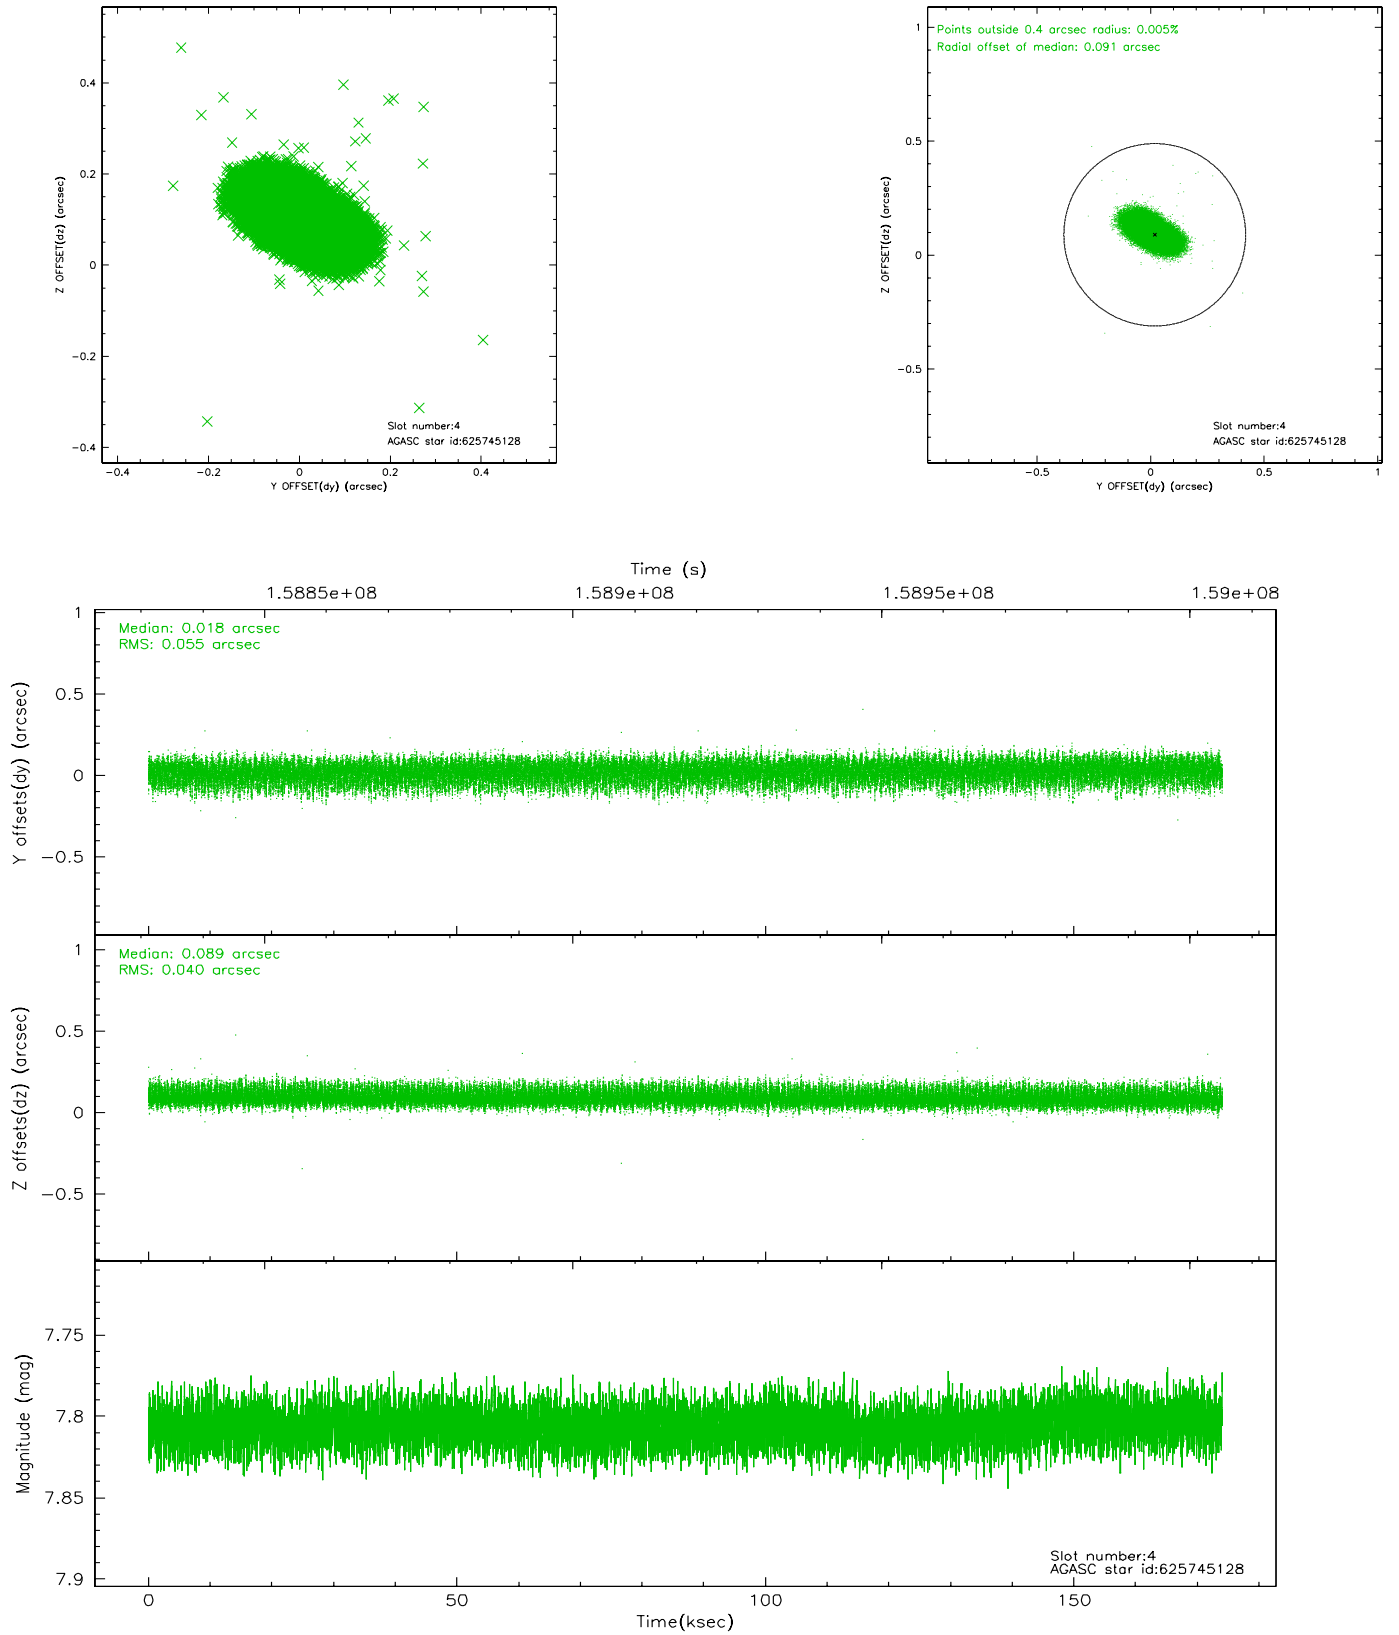 0.4
0.2
0
−0.2
−0.4
Z OFFSET(dz) (arcsec)
Slot number:4
AGASC star id:625745128
−0.4 −0.2 0 0.2 0.4
Y OFFSET(dy) (arcsec)
Points outside 0.4 arcsec radius: 0.005%
Radial offset of median: 0.091 arcsec
1
0.5
0
−0.5
Z OFFSET(dz) (arcsec)
Slot number:4
AGASC star id:625745128
−0.5 0 0.5 1
Y OFFSET(dy) (arcsec)
Time (s)
1.5885e+08 1.589e+08 1.5895e+08 1.59e+08
Median: 0.018 arcsec
RMS: 0.055 arcsec
1
0.5
0
−0.5
Y offsets(dy) (arcsec)
Median: 0.089 arcsec
RMS: 0.040 arcsec
1
0.5
0
−0.5
Z offsets(dz) (arcsec)
7.75
7.8
7.85
7.9
Magnitude (mag)
Slot number:4
AGASC star id:625745128
0 50 100 150
Time(ksec)